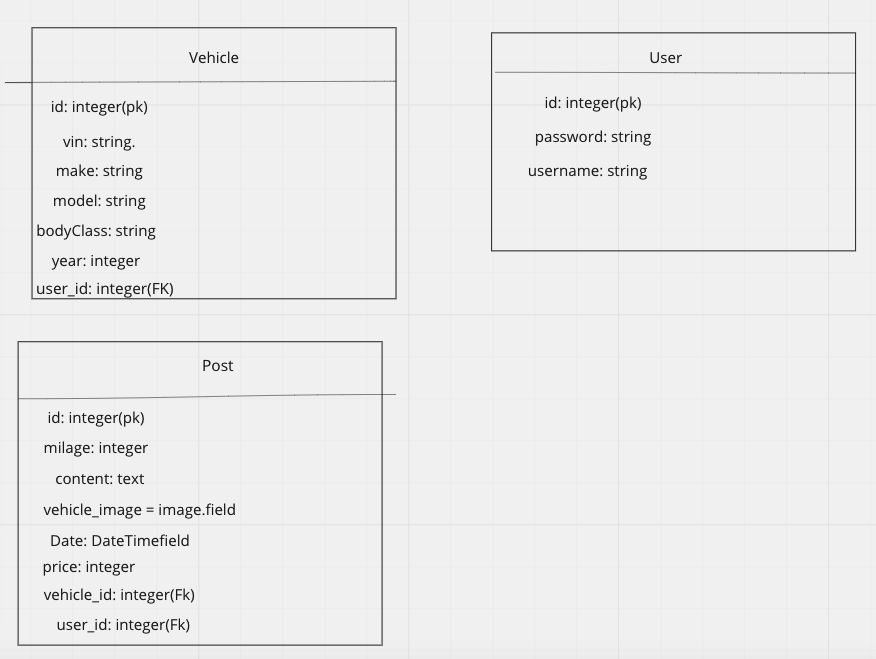 Vehicle
id: integer(pk)
vin: string.
make: string
model: string
bodyClass: string
year: integer
user_id: integer(FK)
User
id: integer(pk)
password: string
username: string
Post
id: integer(pk)
milage: integer
content: text
vehicle_image = image.field
Date: DateTimefield
price: integer
vehicle_id: integer(Fk)
user_id: integer(Fk)